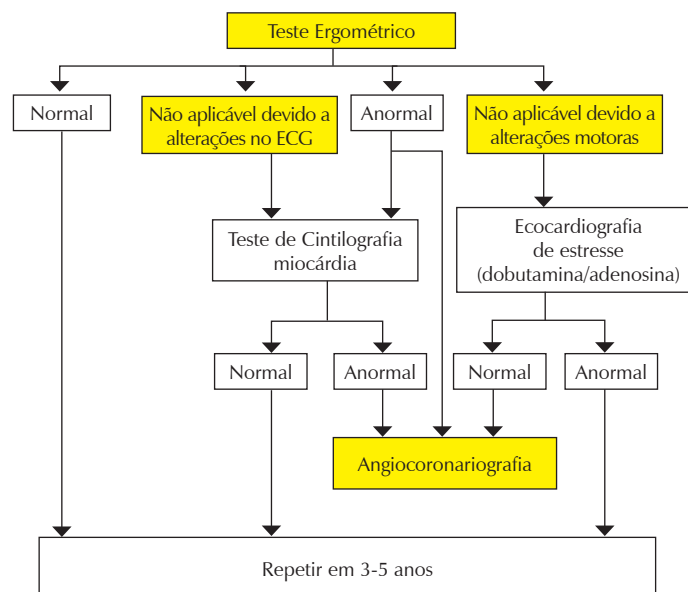 Teste Ergométrico
Normal
Não aplicável devido a
alterações no ECG
Anormal
Não aplicável devido a
alterações motoras
Teste de Cintilografia
miocárdia
Ecocardiografia
de estresse
(dobutamina/adenosina)
Normal
Anormal
Normal
Anormal
Angiocoronariografia
Repetir em 3-5 anos